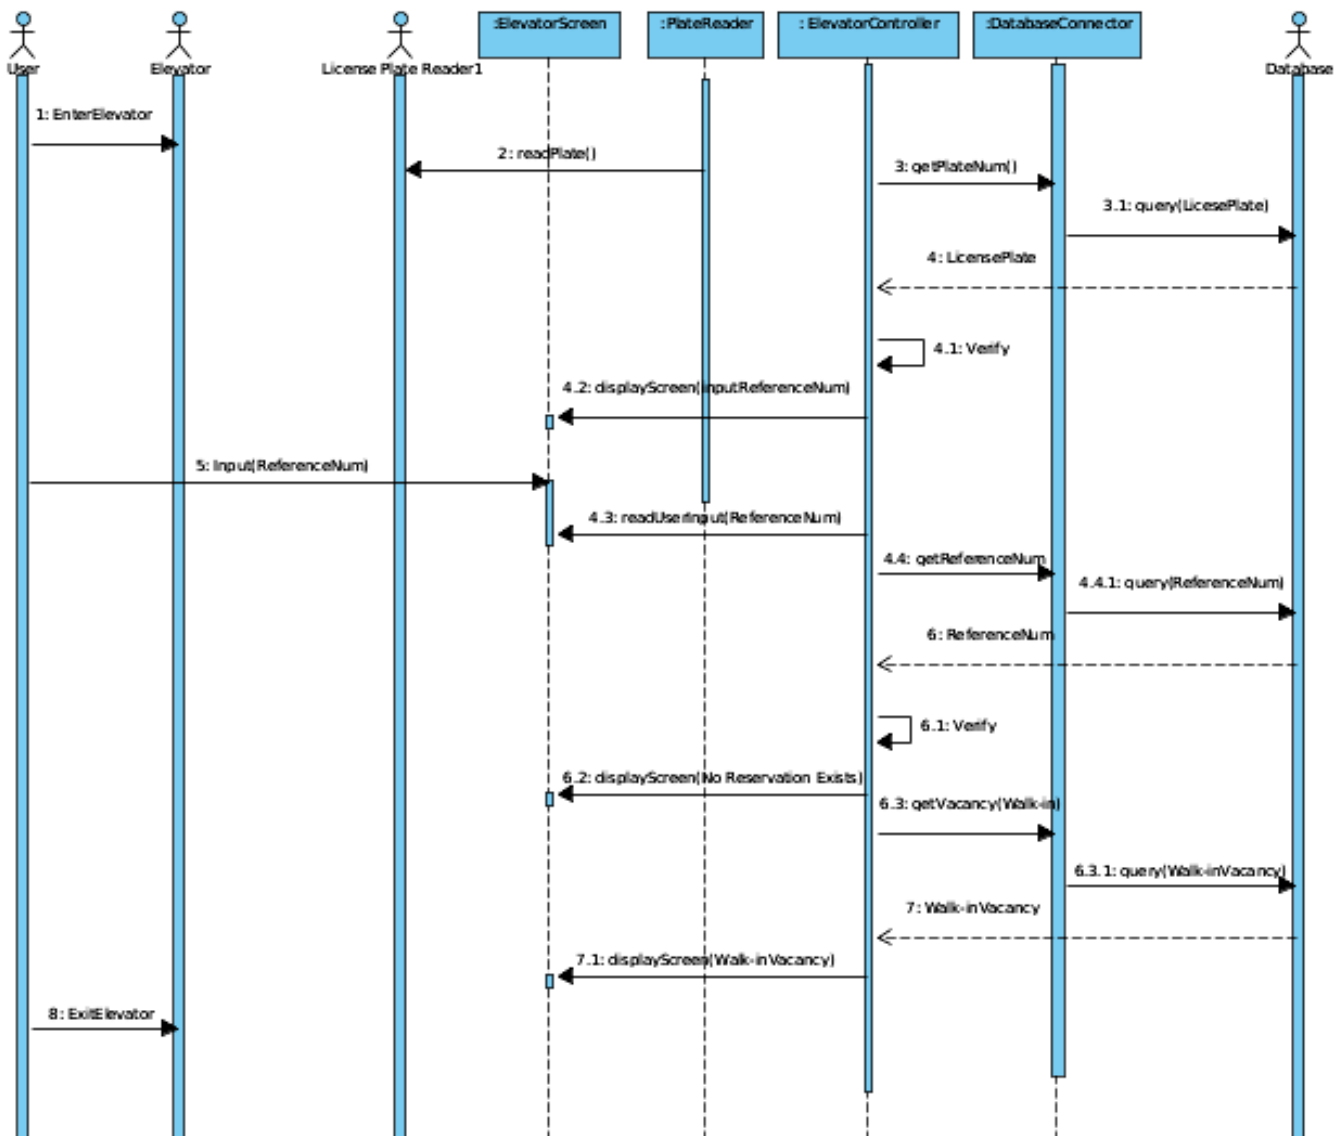 :ElevatorScreen
:PlateReader
: ElevatorController
:DatabaseConnector
User
Elevator
License Plate Reader1
Database
1: EnterElevator
2: readPlate()
3: getPlateNum()
3.1: query(LicesePlate)
4: LicensePlate
4.1: Verify
4.2: displayScreen(inputReferenceNum)
5: Input(ReferenceNum)
4.3: readUserInput(ReferenceNum)
4.4: getReferenceNum
4.4.1: query(ReferenceNum)
6: ReferenceNum
6.1: Verify
6.2: displayScreen(No Reservation Exists)
6.3: getVacancy(Walk-in)
6.3.1: query(Walk-inVacancy)
7: Walk-inVacancy
7.1: displayScreen(Walk-inVacancy)
8: ExitElevator